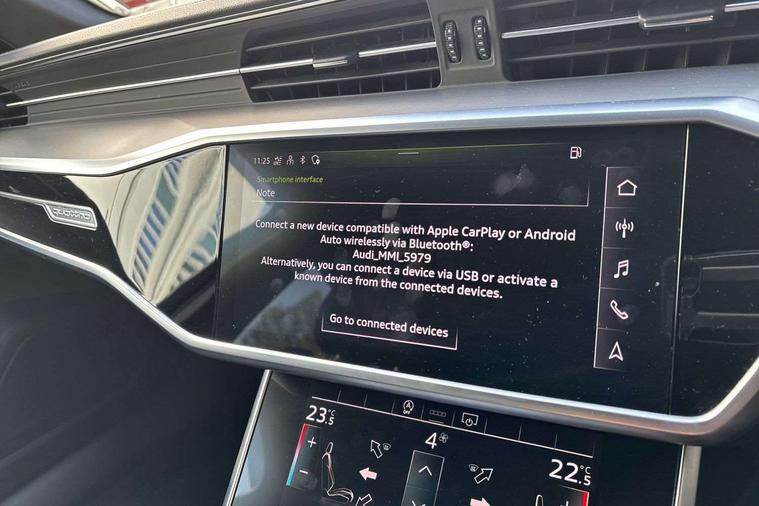 11:25
Smartphone interface
Note
Connect a new device compatible with Apple CarPlay or Android
Auto wirelessly via Bluetooth®:
Audi_MMI_5979
Alternatively, you can connect a device via USB or activate a
known device from the connected devices.
Go to connected devices
quattro
A
OFF
23.5 °C
4
22.5 °C
+
−